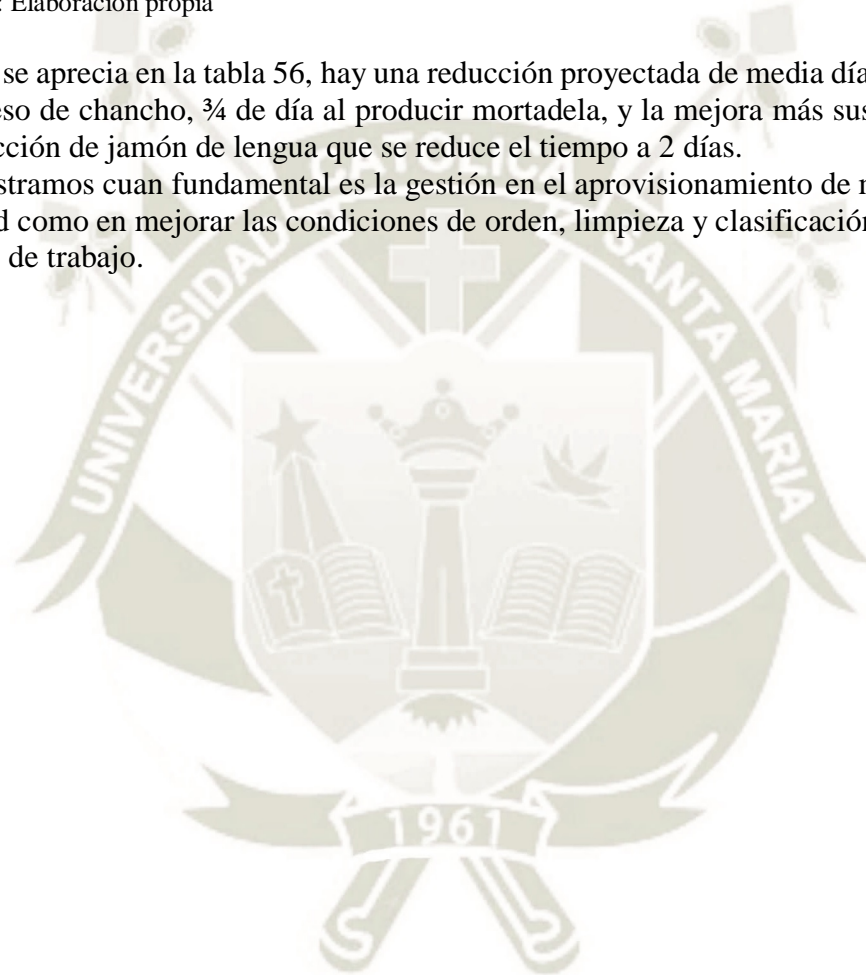 : Elaboración propia
se aprecia en la tabla 56, hay una reducción proyectada de media día
eso de chancho, ¾ de día al producir mortadela, y la mejora más sus
cción de jamón de lengua que se reduce el tiempo a 2 días.
stramos cuan fundamental es la gestión en el aprovisionamiento de
d como en mejorar las condiciones de orden, limpieza y clasificación
de trabajo.
UNIVERSIDAD CATOLICA SANTA MARIA
1961